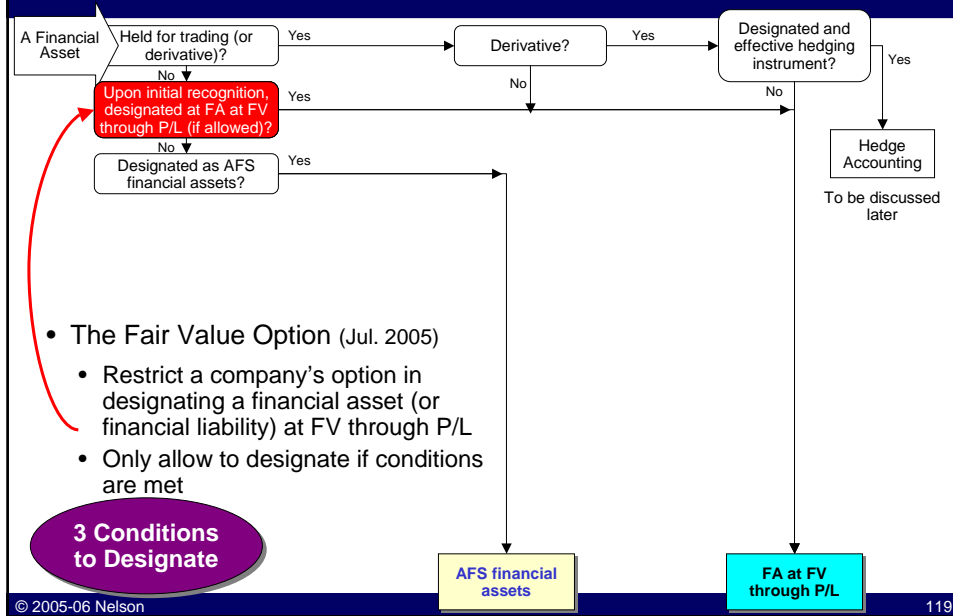 A Financial
Asset
Held for trading (or
derivative)?
Yes
Derivative?
Yes
Designated and
effective hedging
instrument?
Yes
No
No
No
Upon initial recognition,
designated at FA at FV
through P/L (if allowed)?
Yes
No
Designated as AFS
financial assets?
Yes
Hedge
Accounting
To be discussed
later
• The Fair Value Option (Jul. 2005)
• Restrict a company's option in
designating a financial asset (or
financial liability) at FV through P/L
• Only allow to designate if conditions
are met
3 Conditions
to Designate
AFS financial
assets
FA at FV
through P/L
© 2005-06 Nelson
119